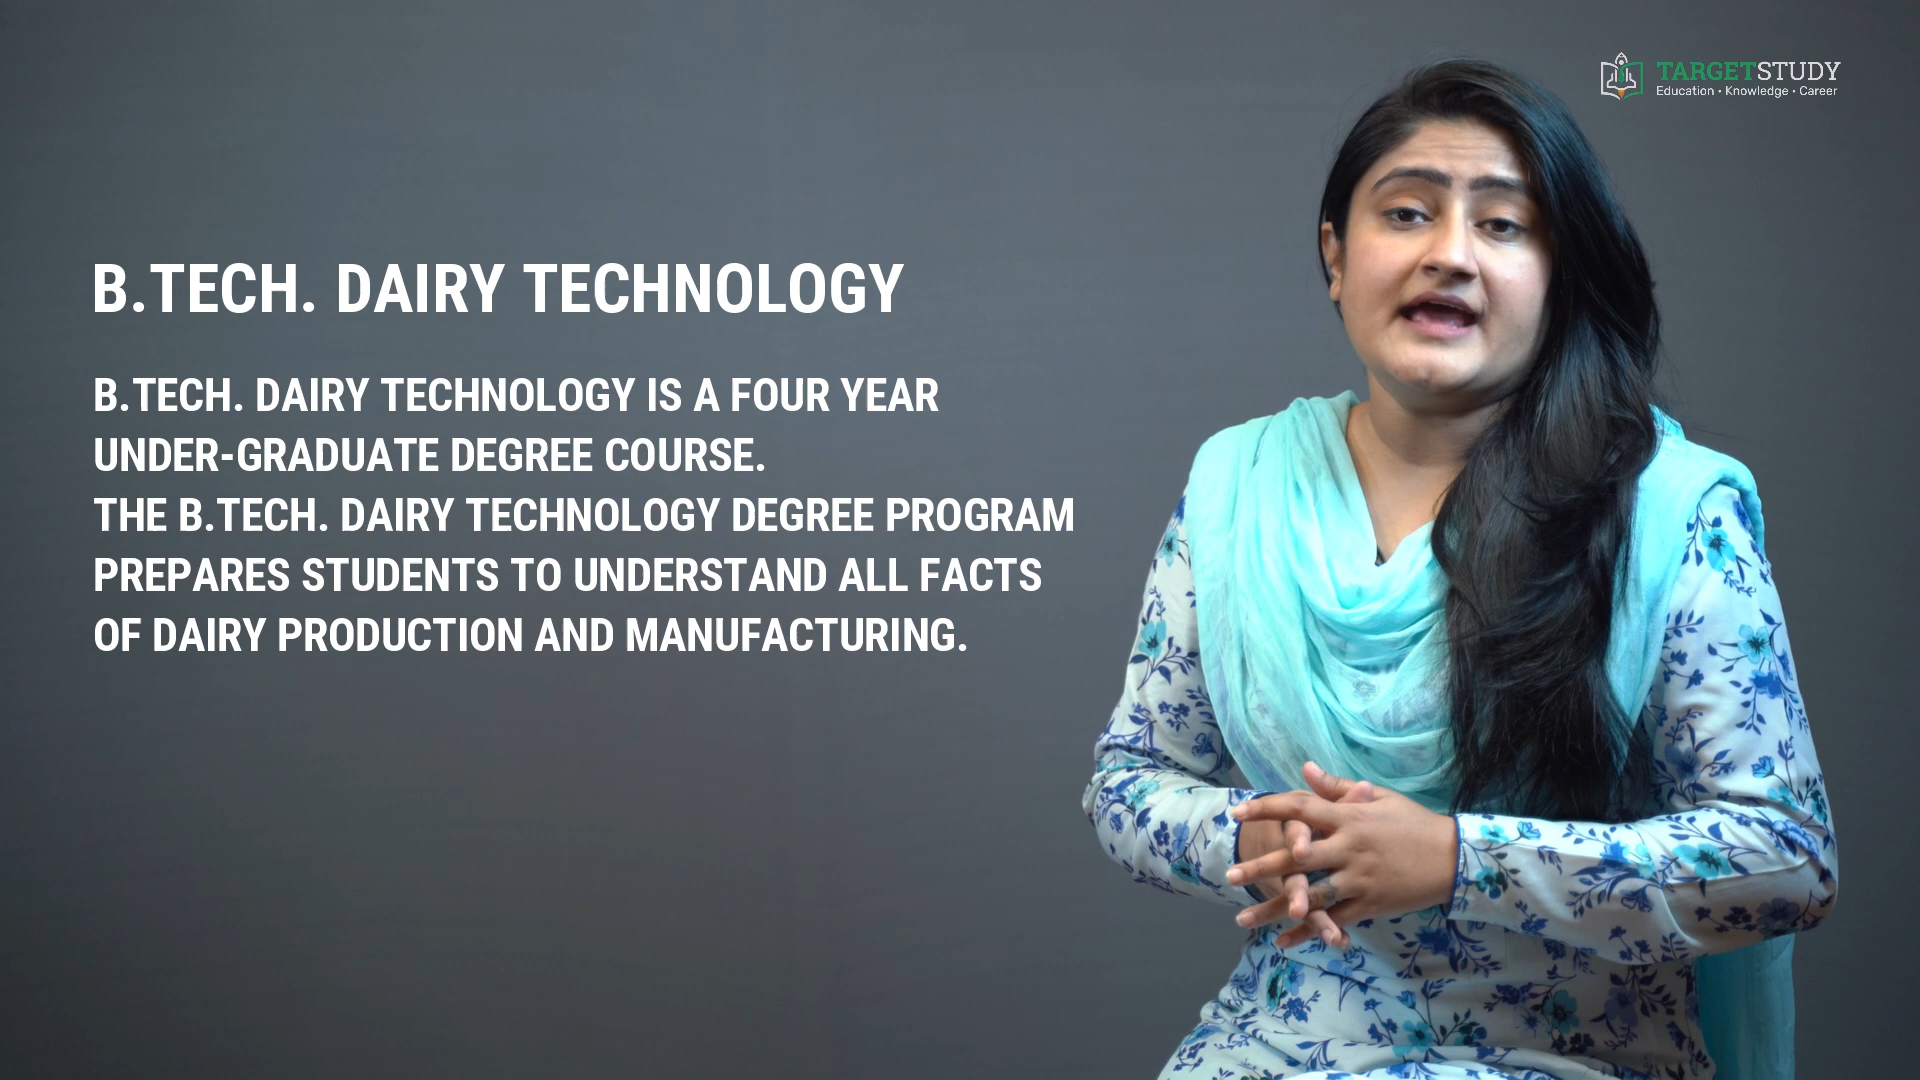 TARGETSTUDY
Education • Knowledge • Career
B.TECH. DAIRY TECHNOLOGY
B.TECH. DAIRY TECHNOLOGY IS A FOUR YEAR
UNDER-GRADUATE DEGREE COURSE.
THE B.TECH. DAIRY TECHNOLOGY DEGREE PROGRAM
PREPARES STUDENTS TO UNDERSTAND ALL FACTS
OF DAIRY PRODUCTION AND MANUFACTURING.